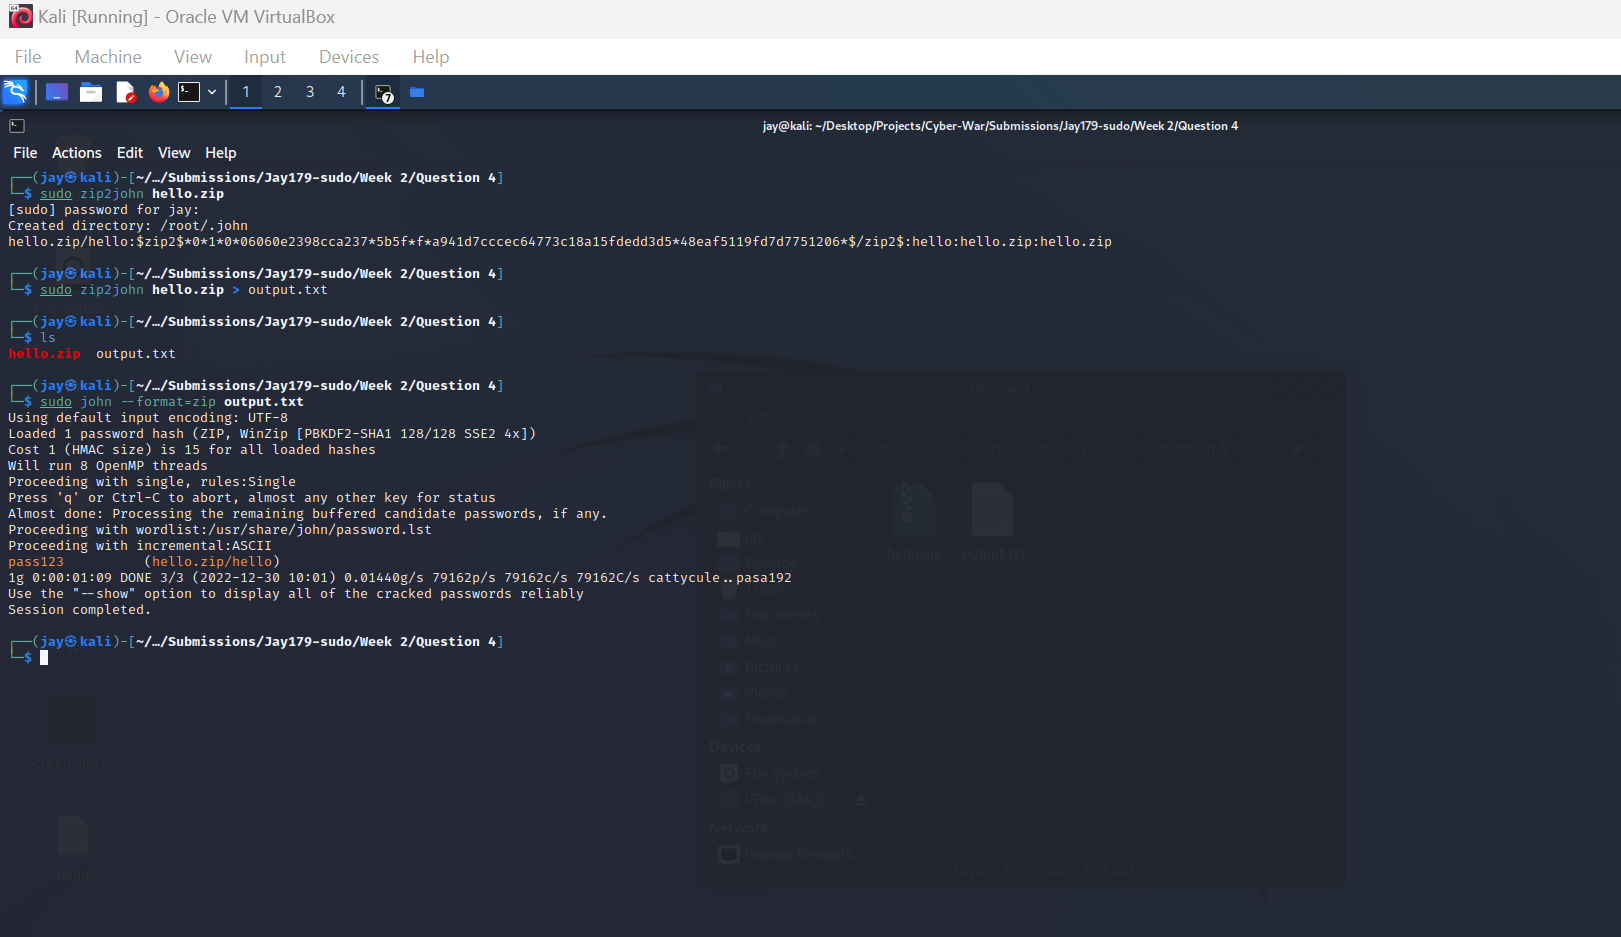 Kali [Running] - Oracle VM VirtualBox
File Machine View Input Devices Help
1 2 3 4 7
jay@kali: ~/Desktop/Projects/Cyber-War/Submissions/Jay179-sudo/Week 2/Question 4
File Actions Edit View Help
┌──(jay㉿kali)-[~/…/Submissions/Jay179-sudo/Week 2/Question 4]
└─$ sudo zip2john hello.zip
[sudo] password for jay:
Created directory: /root/.john
hello.zip/hello:$zip2$*0*1*0*06060e2398cca237*5b5f*f*a941d7cccec64773c18a15fdedd3d5*48eaf5119fd7d7751206*$/zip2$:hello:hello.zip:hello.zip
┌──(jay㉿kali)-[~/…/Submissions/Jay179-sudo/Week 2/Question 4]
└─$ sudo zip2john hello.zip > output.txt
┌──(jay㉿kali)-[~/…/Submissions/Jay179-sudo/Week 2/Question 4]
└─$ ls
hello.zip output.txt
┌──(jay㉿kali)-[~/…/Submissions/Jay179-sudo/Week 2/Question 4]
└─$ sudo john --format=zip output.txt
Using default input encoding: UTF-8
Loaded 1 password hash (ZIP, WinZip [PBKDF2-SHA1 128/128 SSE2 4x])
Cost 1 (HMAC size) is 15 for all loaded hashes
Will run 8 OpenMP threads
Proceeding with single, rules:Single
Press 'q' or Ctrl-C to abort, almost any other key for status
Almost done: Processing the remaining buffered candidate passwords, if any.
Proceeding with wordlist:/usr/share/john/password.lst
Proceeding with incremental:ASCII
pass123 (hello.zip/hello)
1g 0:00:01:09 DONE 3/3 (2022-12-30 10:01) 0.01440g/s 79162p/s 79162c/s 79162C/s cattycule..pasa192
Use the "--show" option to display all of the cracked passwords reliably
Session completed.
┌──(jay㉿kali)-[~/…/Submissions/Jay179-sudo/Week 2/Question 4]
└─$
Question 4
File Edit View Go Help
Submissions Jay179-sudo Week 2 Question 4
Places
Computer
jay
Desktop
Trash
Documents
Music
Pictures
Videos
Downloads
Devices
File System
VBox_GAs_6....
Network
Browse Network
hello.zip output.txt
Screenshot...
hello